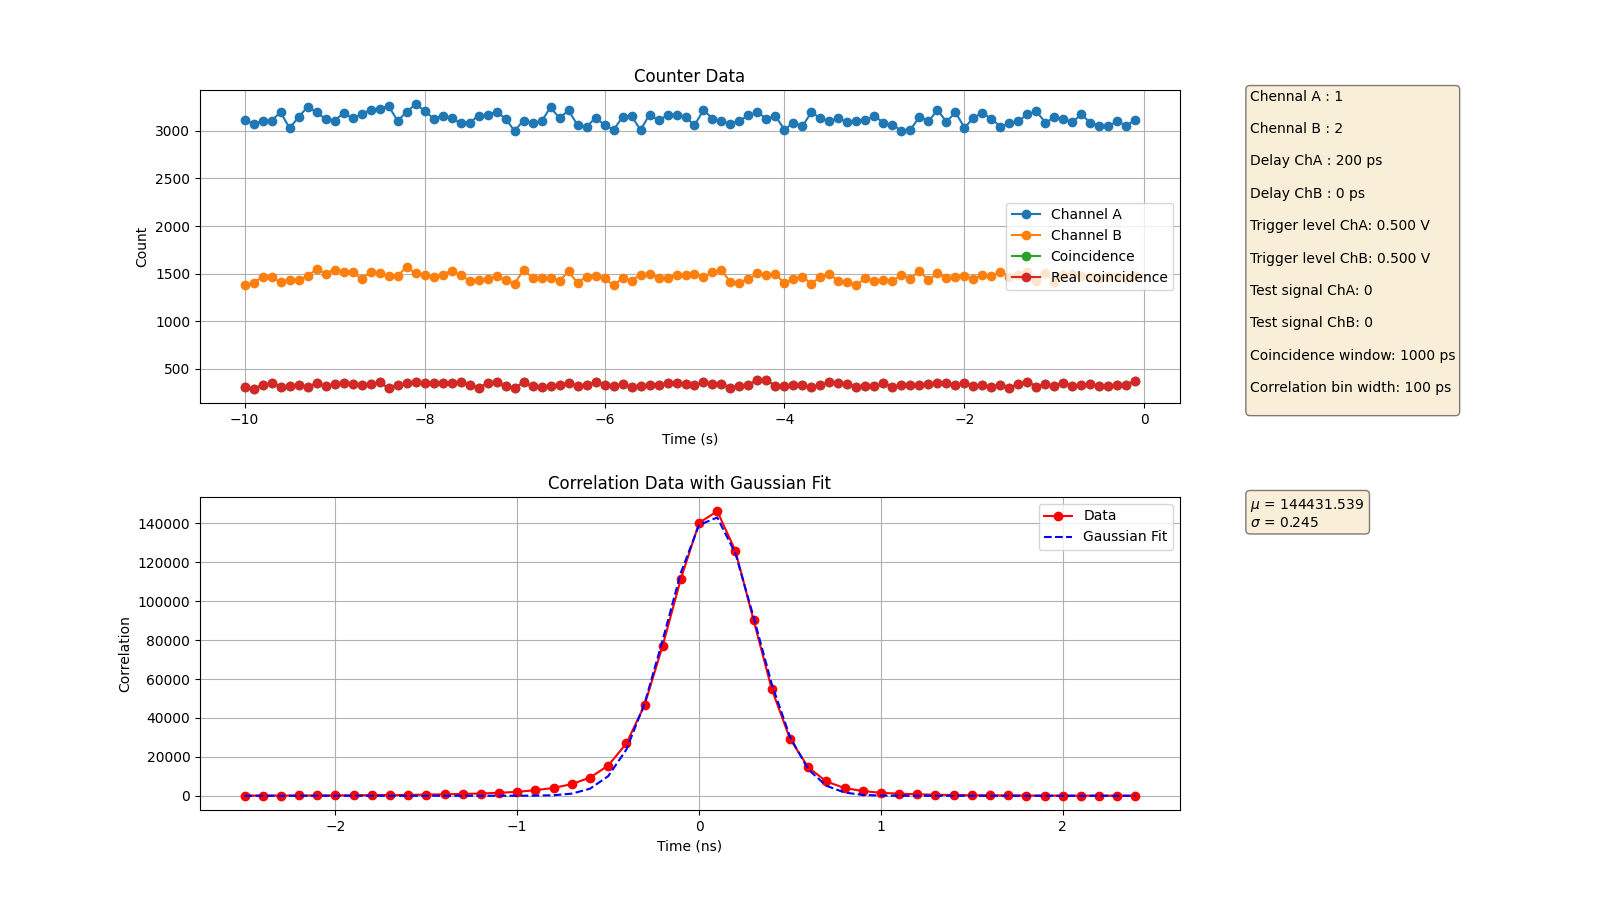 Counter Data
3000
2500
2000
1500
1000
500
Count
−10
−8
−6
−4
−2
0
Time (s)
Channel A
Channel B
Coincidence
Real coincidence
Chennal A : 1
Chennal B : 2
Delay ChA : 200 ps
Delay ChB : 0 ps
Trigger level ChA: 0.500 V
Trigger level ChB: 0.500 V
Test signal ChA: 0
Test signal ChB: 0
Coincidence window: 1000 ps
Correlation bin width: 100 ps
Correlation Data with Gaussian Fit
140000
120000
100000
80000
60000
40000
20000
0
Correlation
−2
−1
0
1
2
Time (ns)
Data
Gaussian Fit
μ = 144431.539
σ = 0.245